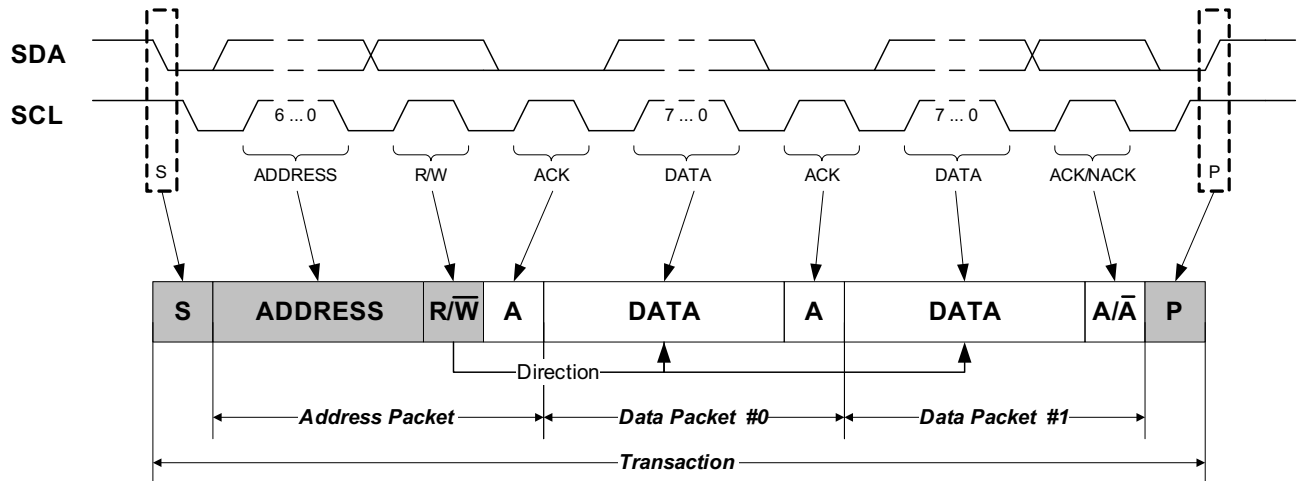 SDA
SCL
6 ... 0
7 ... 0
7 ... 0
S
ADDRESS
R/W
ACK
DATA
ACK
DATA
ACK/NACK
P
S
ADDRESS
R/W̅
A
DATA
A
DATA
A/A̅
P
Direction
Address Packet
Data Packet #0
Data Packet #1
Transaction